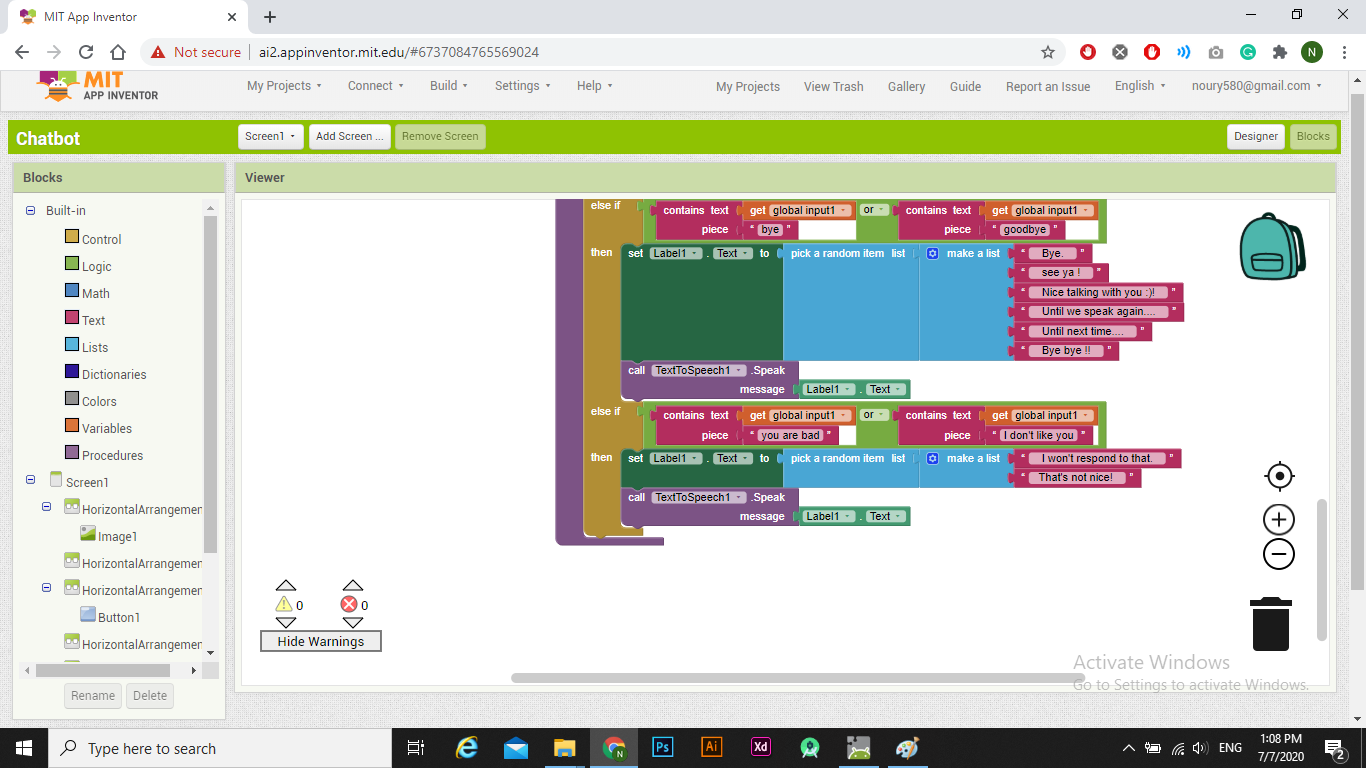 MIT App Inventor
Not secure ai2.appinventor.mit.edu/#6737084765569024
N
MIT
APP INVENTOR
My Projects Connect Build Settings Help My Projects View Trash Gallery Guide Report an Issue English noury580@gmail.com
Chatbot Screen1 Add Screen ... Remove Screen Designer Blocks
Blocks Viewer
Built-in
Control
Logic
Math
Text
Lists
Dictionaries
Colors
Variables
Procedures
Screen1
HorizontalArrangemen
Image1
HorizontalArrangemen
HorizontalArrangemen
Button1
HorizontalArrangemen
Rename Delete
else if contains text get global input1 or contains text get global input1
piece " bye " piece " goodbye "
then set Label1 . Text to pick a random item list make a list " Bye. "
" see ya ! "
" Nice talking with you :)! "
" Until we speak again.... "
" Until next time.... "
" Bye bye !! "
call TextToSpeech1 .Speak
message Label1 . Text
else if contains text get global input1 or contains text get global input1
piece " you are bad " piece " I don't like you "
then set Label1 . Text to pick a random item list make a list " I won't respond to that. "
" That's not nice! "
call TextToSpeech1 .Speak
message Label1 . Text
0 0
Hide Warnings
Activate Windows
Go to Settings to activate Windows.
Type here to search
Ps Ai Xd
ENG
1:08 PM
7/7/2020
2